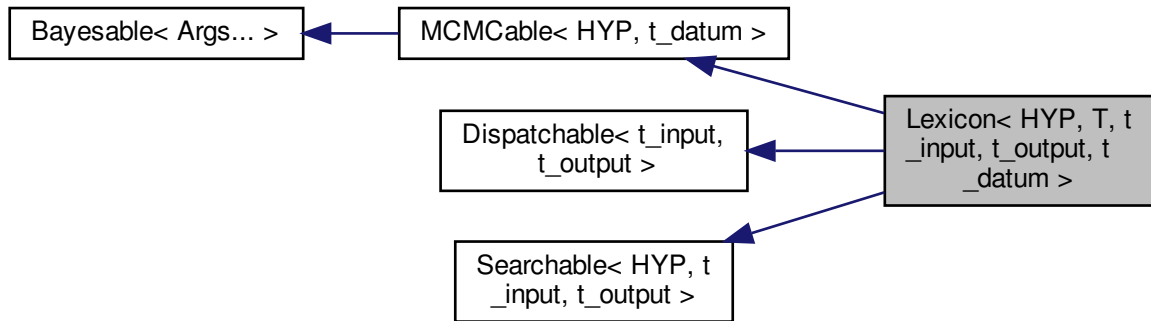 Bayesable< Args... >
MCMCable< HYP, t_datum >
Dispatchable< t_input,
t_output >
Lexicon< HYP, T, t
_input, t_output, t
_datum >
Searchable< HYP, t
_input, t_output >